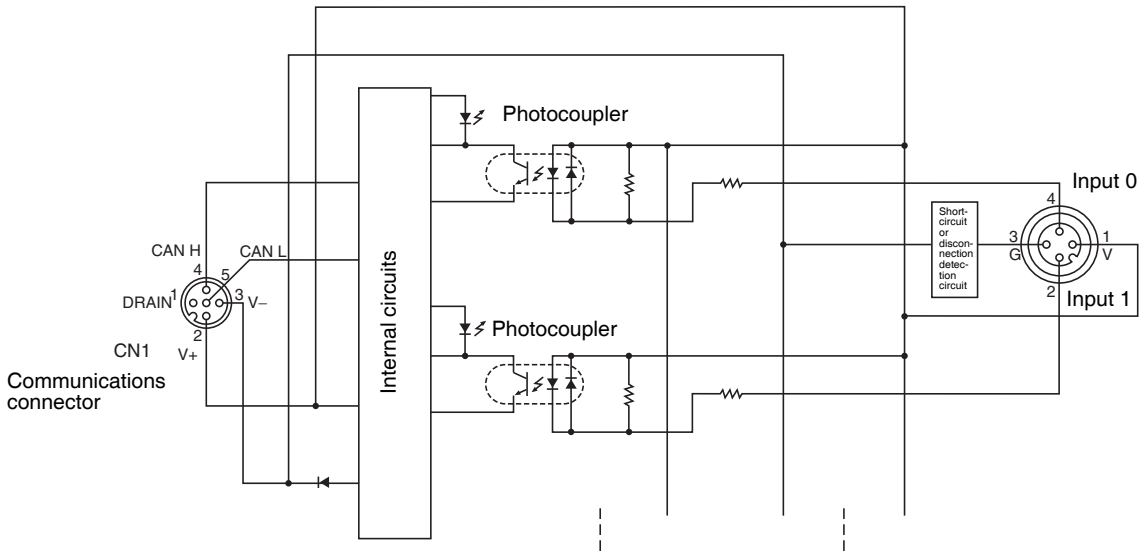 Photocoupler
Input 0
4
Short-
circuit
or
discon-
nection
detec-
tion
circuit
3
G
1
V
2
Input 1
CAN H
CAN L
4
5
DRAIN
1
3
V–
2
CN1
V+
Communications
connector
Internal circuits
Photocoupler